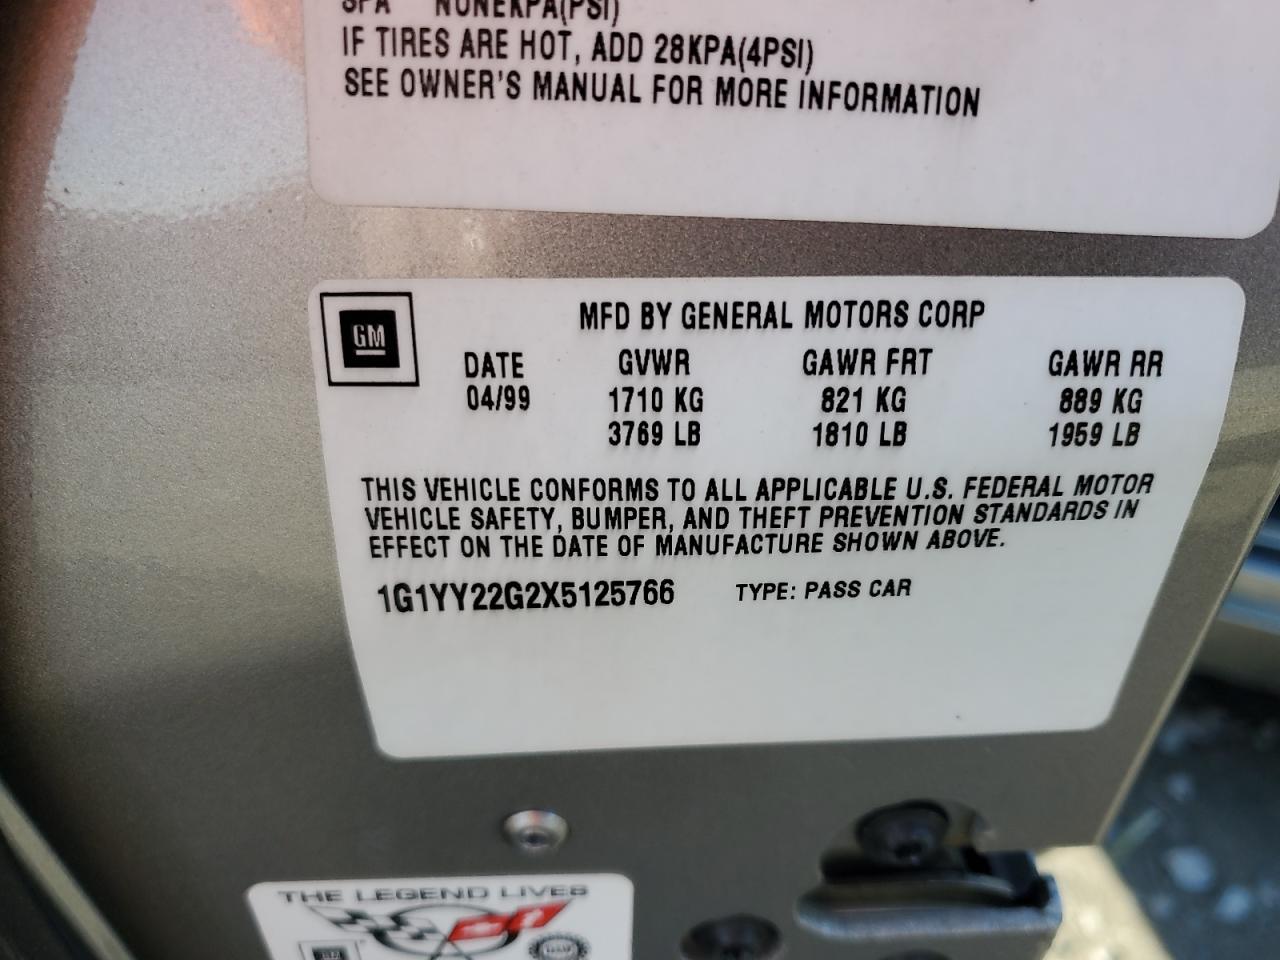 SPA NONEKPA(PSI)
IF TIRES ARE HOT, ADD 28KPA(4PSI)
SEE OWNER'S MANUAL FOR MORE INFORMATION
GM
MFD BY GENERAL MOTORS CORP
DATE GVWR GAWR FRT GAWR RR
04/99 1710 KG 821 KG 889 KG
3769 LB 1810 LB 1959 LB
THIS VEHICLE CONFORMS TO ALL APPLICABLE U.S. FEDERAL MOTOR
VEHICLE SAFETY, BUMPER, AND THEFT PREVENTION STANDARDS IN
EFFECT ON THE DATE OF MANUFACTURE SHOWN ABOVE.
1G1YY22G2X5125766 TYPE: PASS CAR
THE LEGEND LIVES